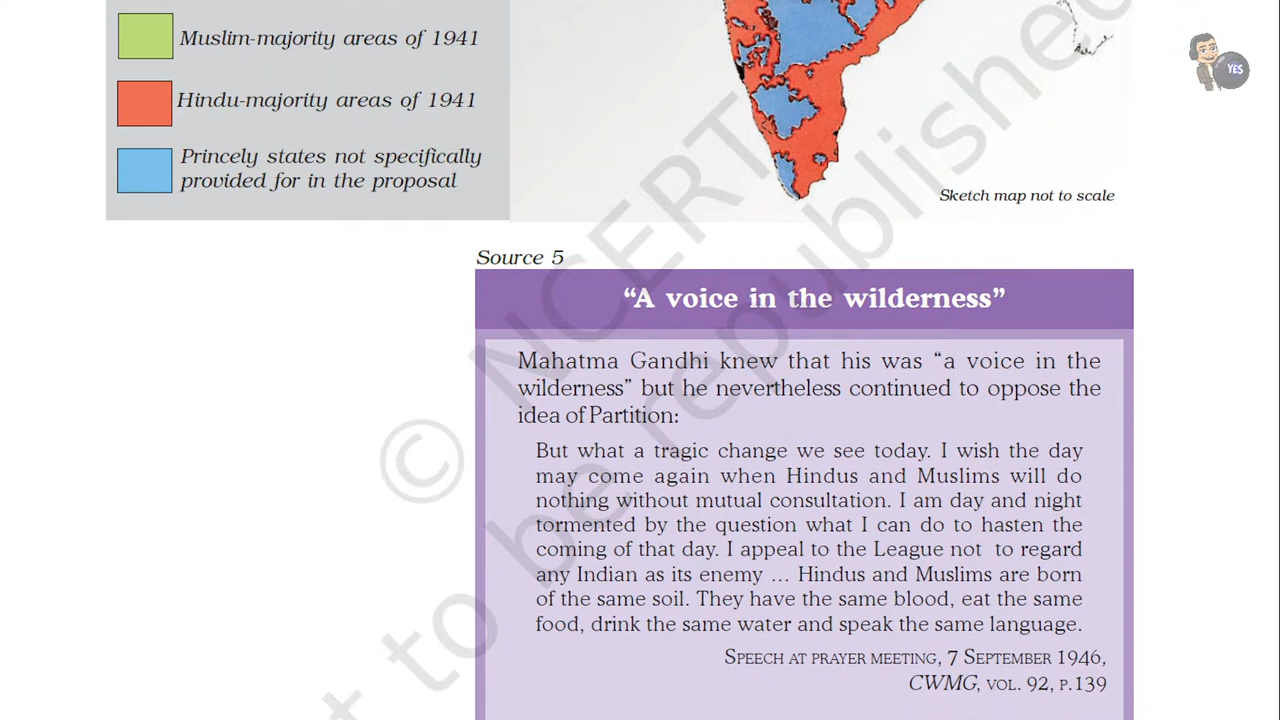 Muslim-majority areas of 1941
Hindu-majority areas of 1941
Princely states not specifically
provided for in the proposal
YES
Sketch map not to scale
Source 5
“A voice in the wilderness”
Mahatma Gandhi knew that his was “a voice in the
wilderness” but he nevertheless continued to oppose the
idea of Partition:
But what a tragic change we see today. I wish the day
may come again when Hindus and Muslims will do
nothing without mutual consultation. I am day and night
tormented by the question what I can do to hasten the
coming of that day. I appeal to the League not to regard
any Indian as its enemy … Hindus and Muslims are born
of the same soil. They have the same blood, eat the same
food, drink the same water and speak the same language.
SPEECH AT PRAYER MEETING, 7 SEPTEMBER 1946,
CWMG, VOL. 92, P.139
© NCERT
not to be republished